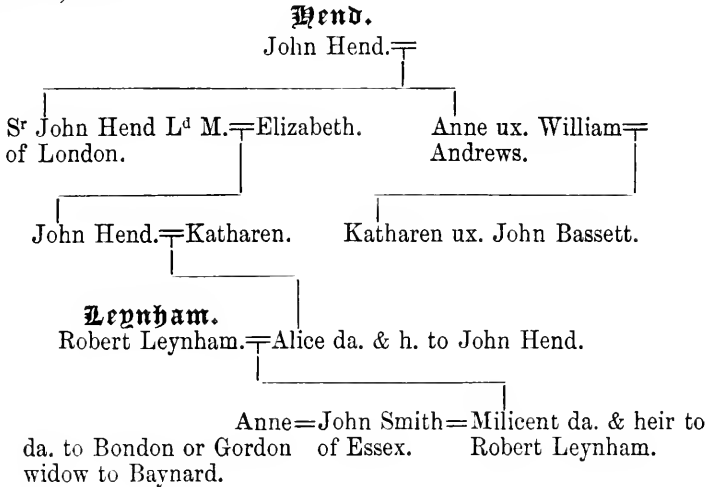 Hend.
John Hend.
Sr John Hend Ld M. Elizabeth. Anne ux. William
of London. Andrews.
John Hend. Katharen. Katharen ux. John Bassett.
Leynham.
Robert Leynham. Alice da. & h. to John Hend.
Anne=John Smith=Milicent da. & heir to
da. to Bondon or Gordon of Essex. Robert Leynham.
widow to Baynard.